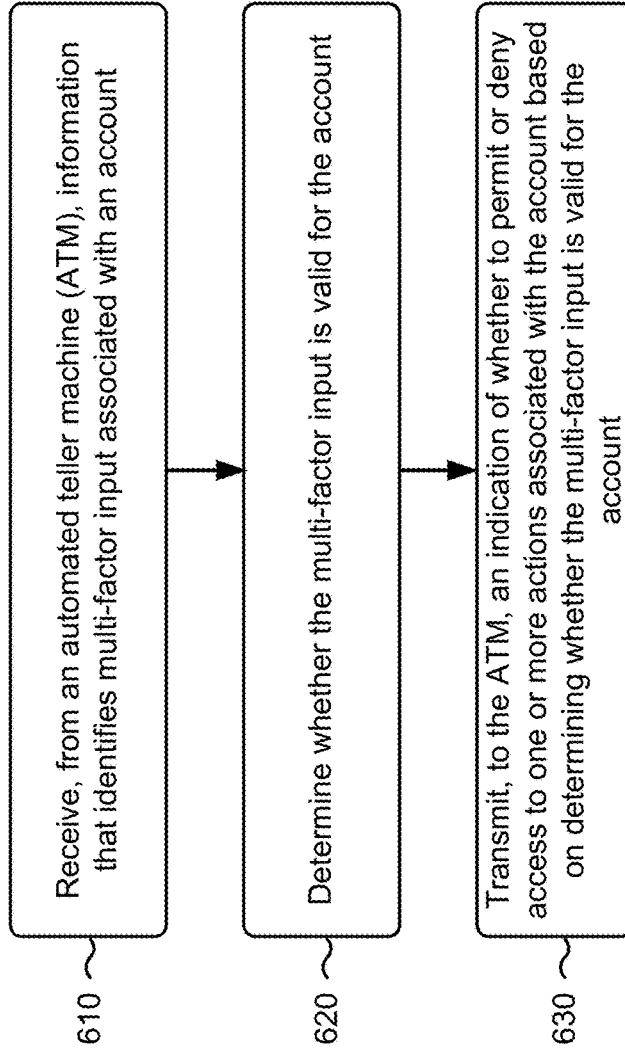 610
Receive, from an automated teller machine (ATM), information
that identifies multi-factor input associated with an account
620
Determine whether the multi-factor input is valid for the account
630
Transmit, to the ATM, an indication of whether to permit or deny
access to one or more actions associated with the account based
on determining whether the multi-factor input is valid for the
account